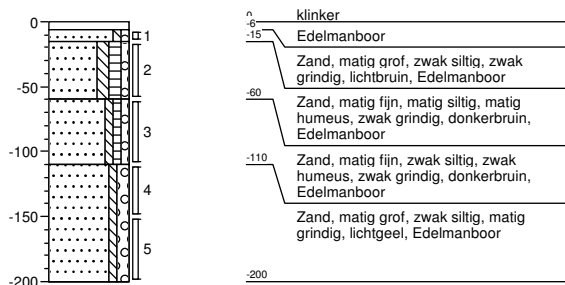 0
-50
-100
-150
-200
1
2
3
4
5
0
klinker
-6
Edelmanboor
-15
Zand, matig grof, zwak siltig, zwak
grindig, lichtbruin, Edelmanboor
-60
Zand, matig fijn, matig siltig, matig
humeus, zwak grindig, donkerbruin,
Edelmanboor
-110
Zand, matig fijn, zwak siltig, zwak
humeus, zwak grindig, donkerbruin,
Edelmanboor
Zand, matig grof, zwak siltig, matig
grindig, lichtgeel, Edelmanboor
-200